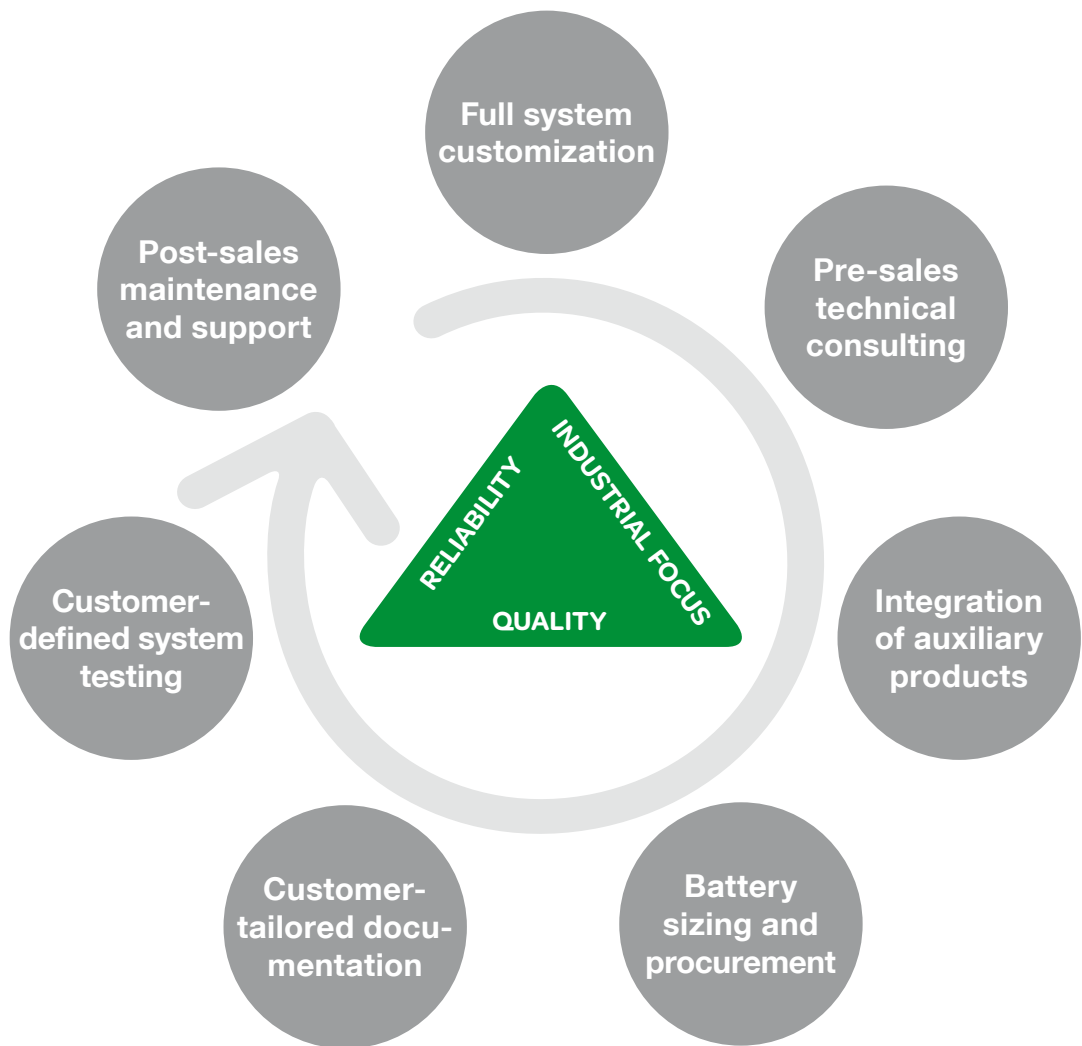 Full system
customization
Pre-sales
technical
consulting
Integration
of auxiliary
products
Battery
sizing and
procurement
Customer-
tailored docu-
mentation
Customer-
defined system
testing
Post-sales
maintenance
and support
RELIABILITY
INDUSTRIAL FOCUS
QUALITY